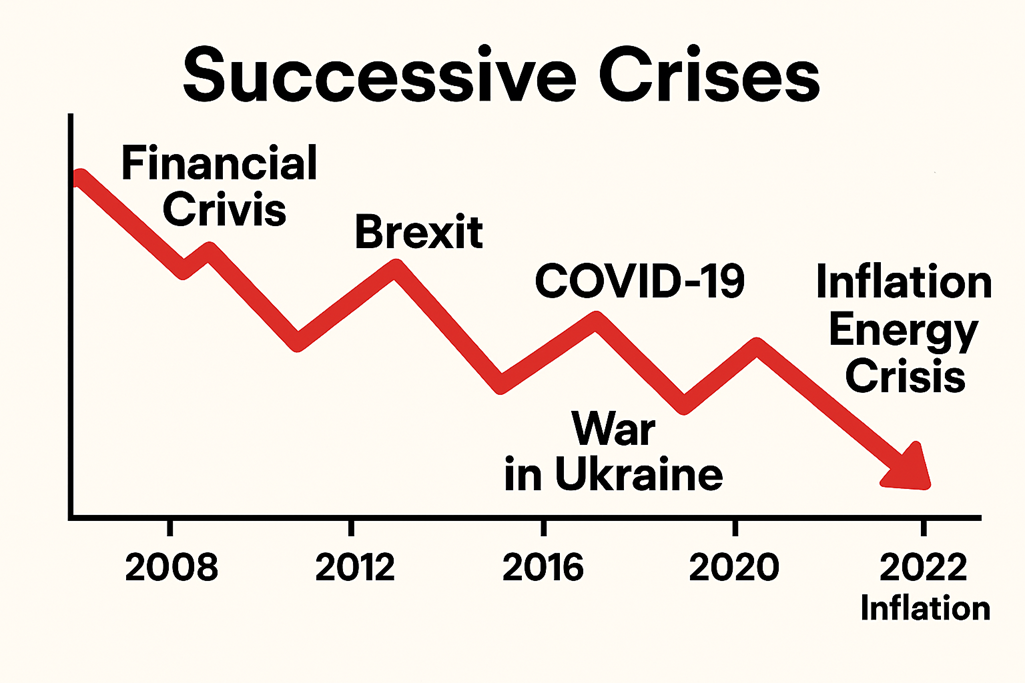 Successive Crises
Financial
Crivis
Brexit
COVID-19
Inflation
Energy
Crisis
War
in Ukraine
2008
2012
2016
2020
2022
Inflation